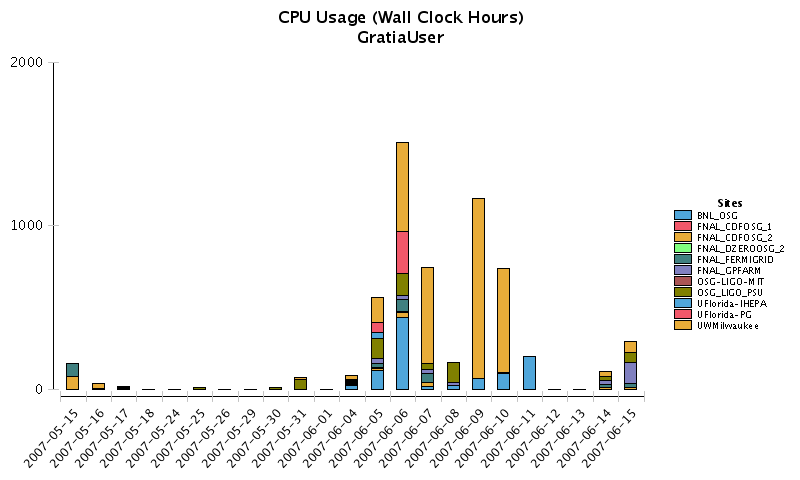 CPU Usage (Wall Clock Hours)
GratiaUser
2000
1000
0
Sites
BNL_OSG
FNAL_CDFOSG_1
FNAL_CDFOSG_2
FNAL_DZEROOSG_2
FNAL_FERMIGRID
FNAL_GPFARM
OSG-LIGO-MIT
OSG_LIGO_PSU
UFlorida-IHEPA
UFlorida-PG
UWMilwaukee
2007-05-15
2007-05-16
2007-05-17
2007-05-18
2007-05-24
2007-05-25
2007-05-26
2007-05-29
2007-05-30
2007-05-31
2007-06-01
2007-06-04
2007-06-05
2007-06-06
2007-06-07
2007-06-08
2007-06-09
2007-06-10
2007-06-11
2007-06-12
2007-06-13
2007-06-14
2007-06-15